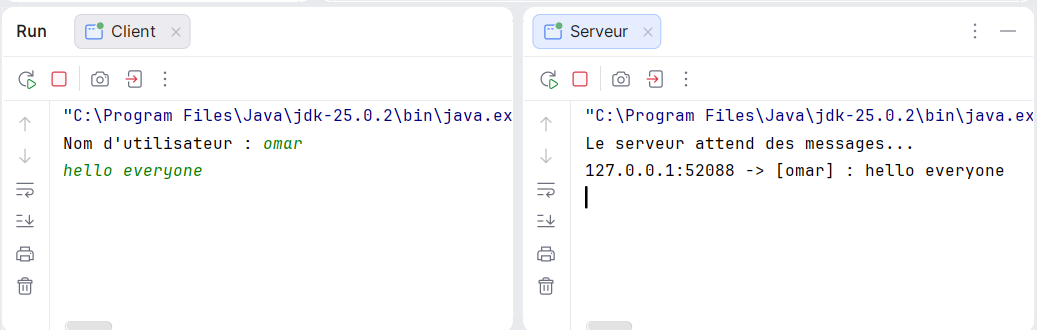 Run Client
"C:\Program Files\Java\jdk-25.0.2\bin\java.ex
Nom d'utilisateur : omar
hello everyone
Serveur
"C:\Program Files\Java\jdk-25.0.2\bin\java.ex
Le serveur attend des messages...
127.0.0.1:52088 -> [omar] : hello everyone